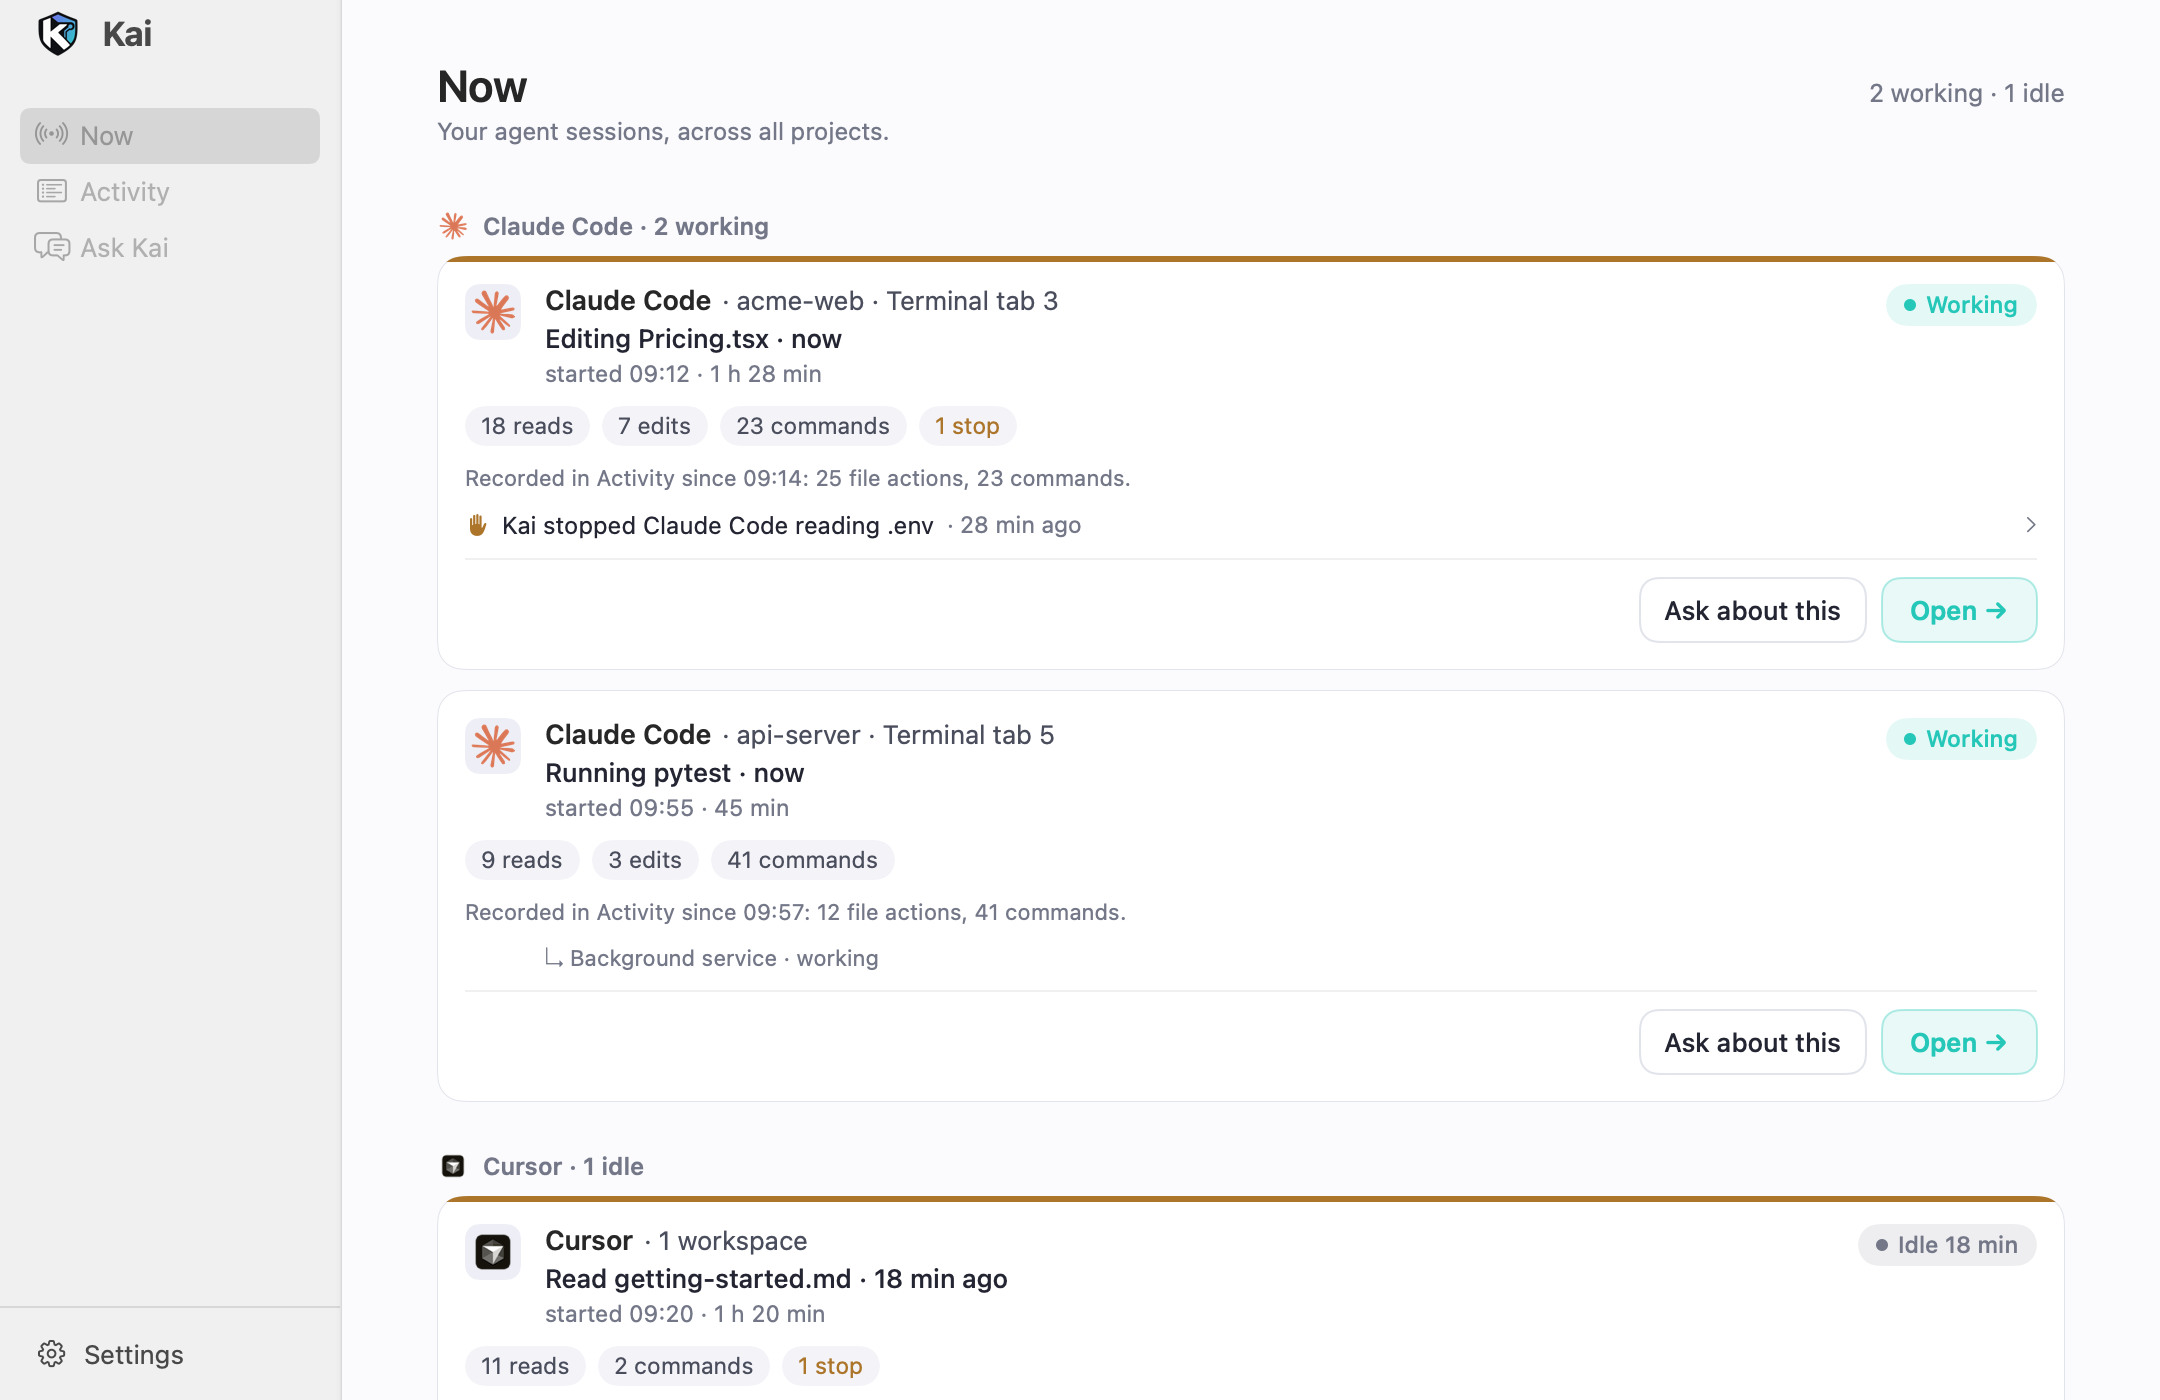 Kai
Now
Activity
Ask Kai
Settings
Now
2 working · 1 idle
Your agent sessions, across all projects.
Claude Code · 2 working
Claude Code · acme-web · Terminal tab 3
Working
Editing Pricing.tsx · now
started 09:12 · 1 h 28 min
18 reads
7 edits
23 commands
1 stop
Recorded in Activity since 09:14: 25 file actions, 23 commands.
Kai stopped Claude Code reading .env · 28 min ago
Ask about this
Open →
Claude Code · api-server · Terminal tab 5
Working
Running pytest · now
started 09:55 · 45 min
9 reads
3 edits
41 commands
Recorded in Activity since 09:57: 12 file actions, 41 commands.
Background service · working
Ask about this
Open →
Cursor · 1 idle
Cursor · 1 workspace
Idle 18 min
Read getting-started.md · 18 min ago
started 09:20 · 1 h 20 min
11 reads
2 commands
1 stop